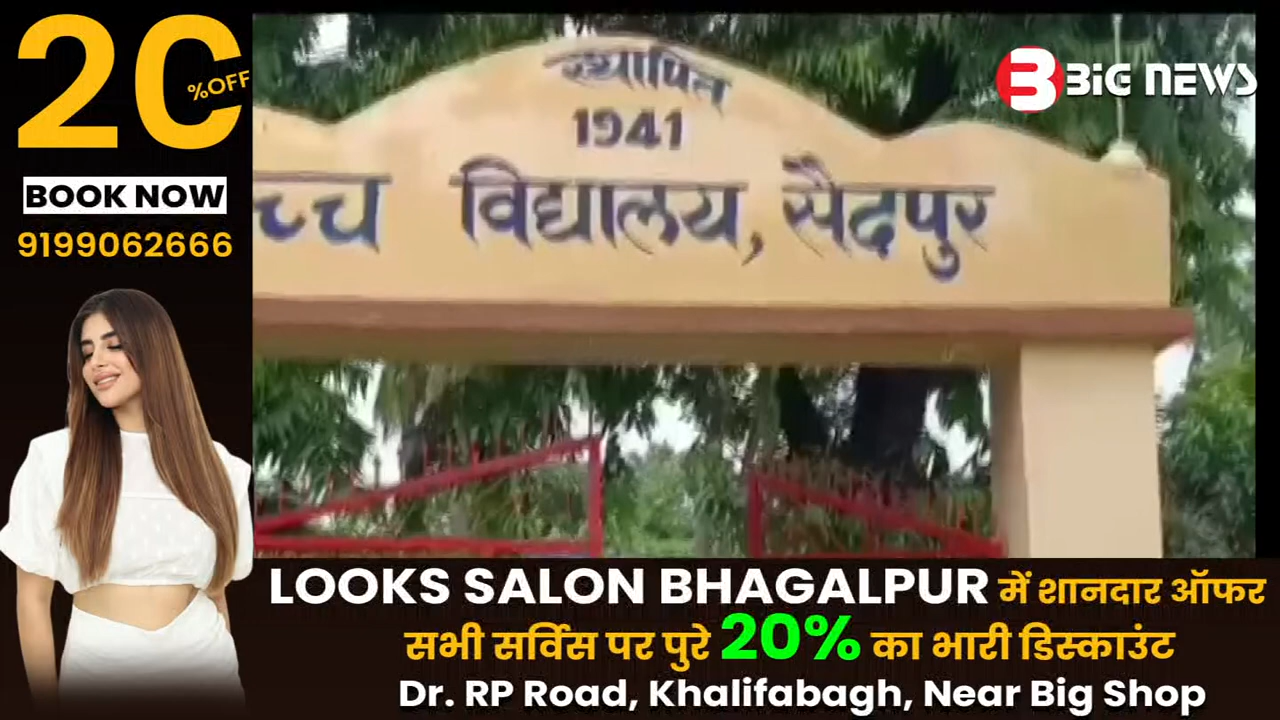 20
%OFF
BOOK NOW
9199062666
3 BiG NEWS
स्थापित
1941
च्च विद्यालय, सैदपुर
LOOKS SALON BHAGALPUR में शानदार ऑफर
सभी सर्विस पर पुरे 20% का भारी डिस्काउंट
Dr. RP Road, Khalifabagh, Near Big Shop